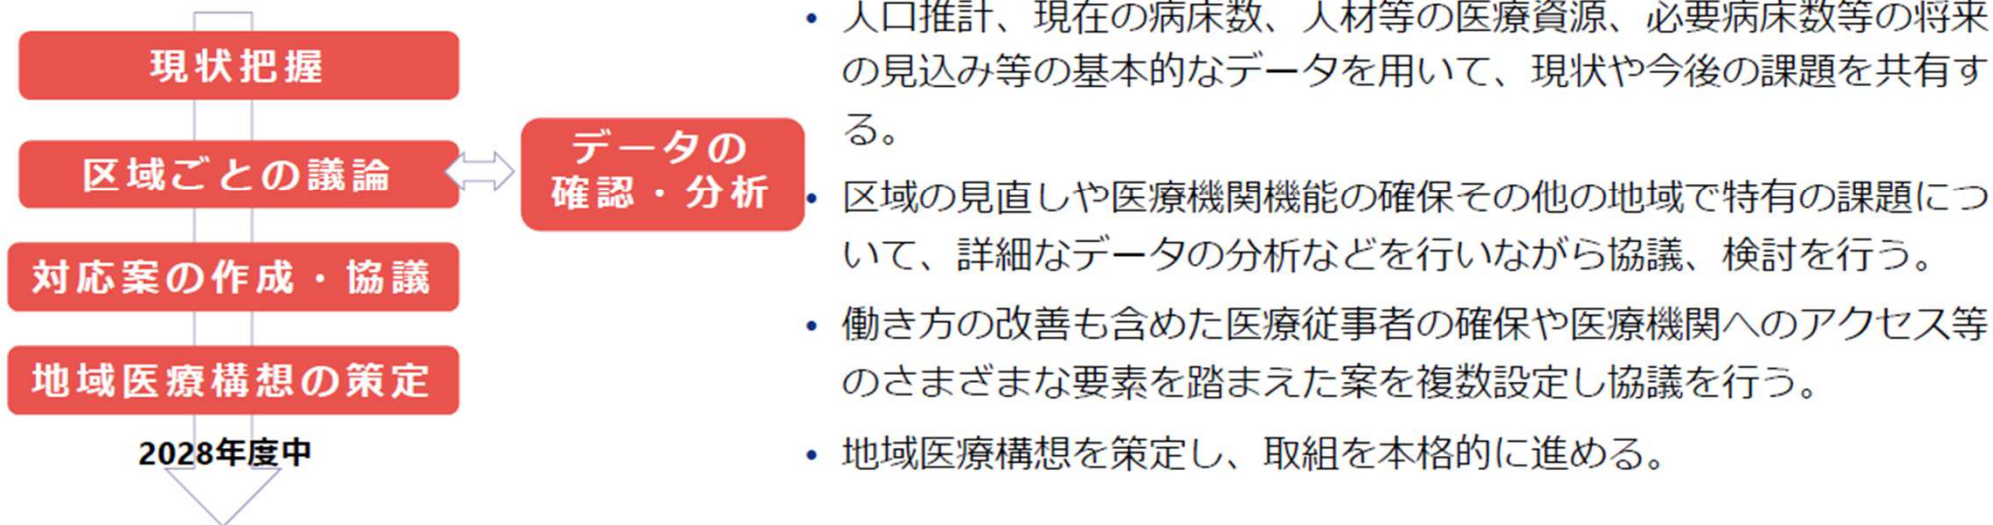 現状把握
区域ごとの議論
データの
確認・分析
対応案の作成・協議
地域医療構想の策定
2028年度中
• 人口推計、現在の病床数、人材等の医療資源、必要病床数等の将来
の見込み等の基本的なデータを用いて、現状や今後の課題を共有す
る。
• 区域の見直しや医療機関機能の確保その他の地域で特有の課題につ
いて、詳細なデータの分析などを行いながら協議、検討を行う。
• 働き方の改善も含めた医療従事者の確保や医療機関へのアクセス等
のさまざまな要素を踏まえた案を複数設定し協議を行う。
• 地域医療構想を策定し、取組を本格的に進める。